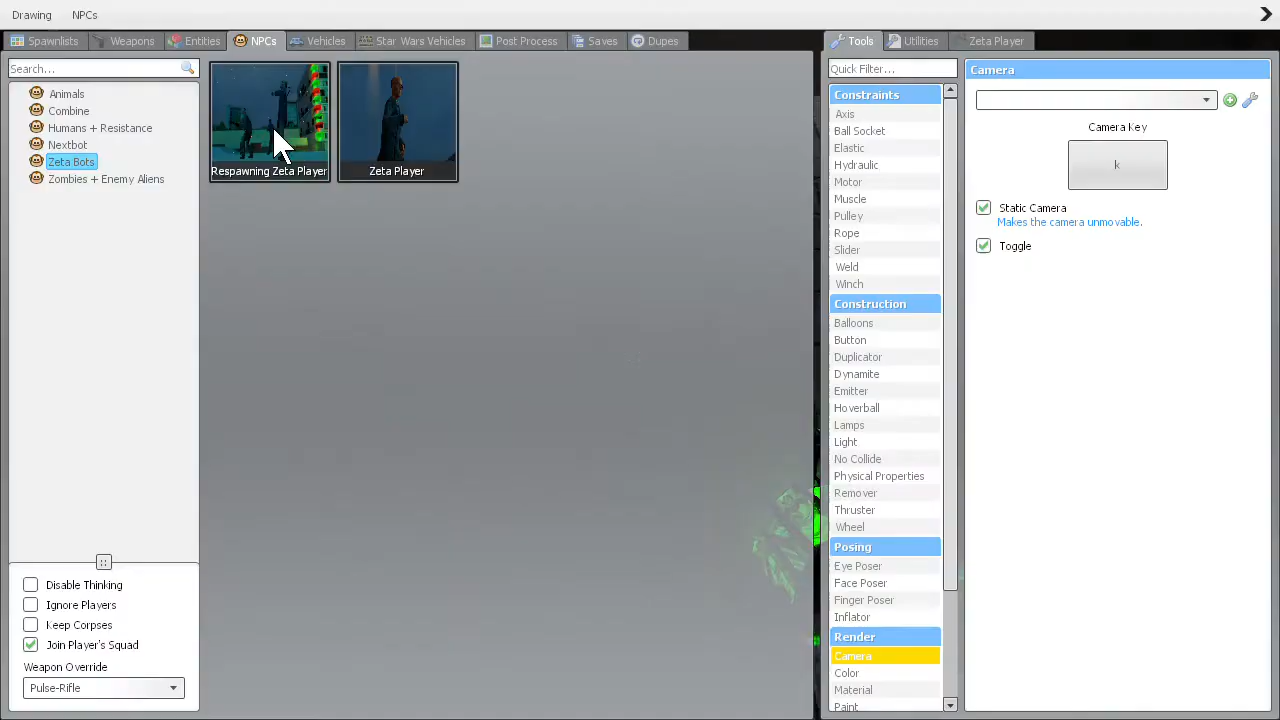 Drawing NPCs
Spawnlists Weapons Entities NPCs Vehicles Star Wars Vehicles Post Process Saves Dupes
Tools Utilities Zeta Player
Search...
Animals
Combine
Humans + Resistance
Nextbot
Zeta Bots
Zombies + Enemy Aliens
Respawning Zeta Player
Zeta Player
Disable Thinking
Ignore Players
Keep Corpses
Join Player's Squad
Weapon Override
Pulse-Rifle
Quick Filter...
Constraints
Axis
Ball Socket
Elastic
Hydraulic
Motor
Muscle
Pulley
Rope
Slider
Weld
Winch
Construction
Balloons
Button
Duplicator
Dynamite
Emitter
Hoverball
Lamps
Light
No Collide
Physical Properties
Remover
Thruster
Wheel
Posing
Eye Poser
Face Poser
Finger Poser
Inflator
Render
Camera
Color
Material
Paint
Camera
Camera Key
k
Static Camera
Makes the camera unmovable.
Toggle